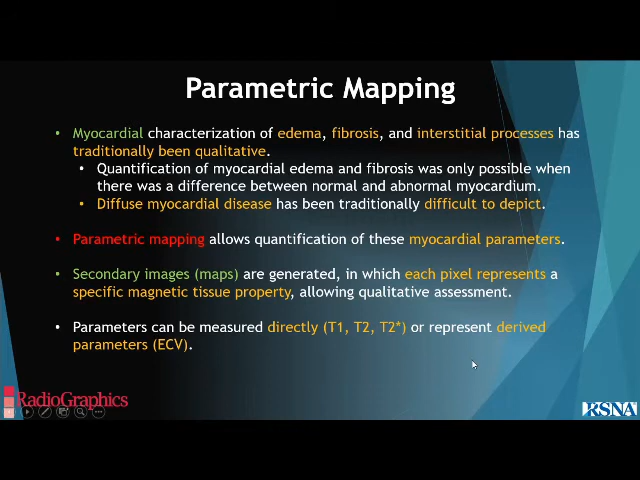 Parametric Mapping
• Myocardial characterization of edema, fibrosis, and interstitial processes has
traditionally been qualitative.
• Quantification of myocardial edema and fibrosis was only possible when
there was a difference between normal and abnormal myocardium.
• Diffuse myocardial disease has been traditionally difficult to depict.
• Parametric mapping allows quantification of these myocardial parameters.
• Secondary images (maps) are generated, in which each pixel represents a
specific magnetic tissue property, allowing qualitative assessment.
• Parameters can be measured directly (T1, T2, T2*) or represent derived
parameters (ECV).
RadioGraphics
RSNA